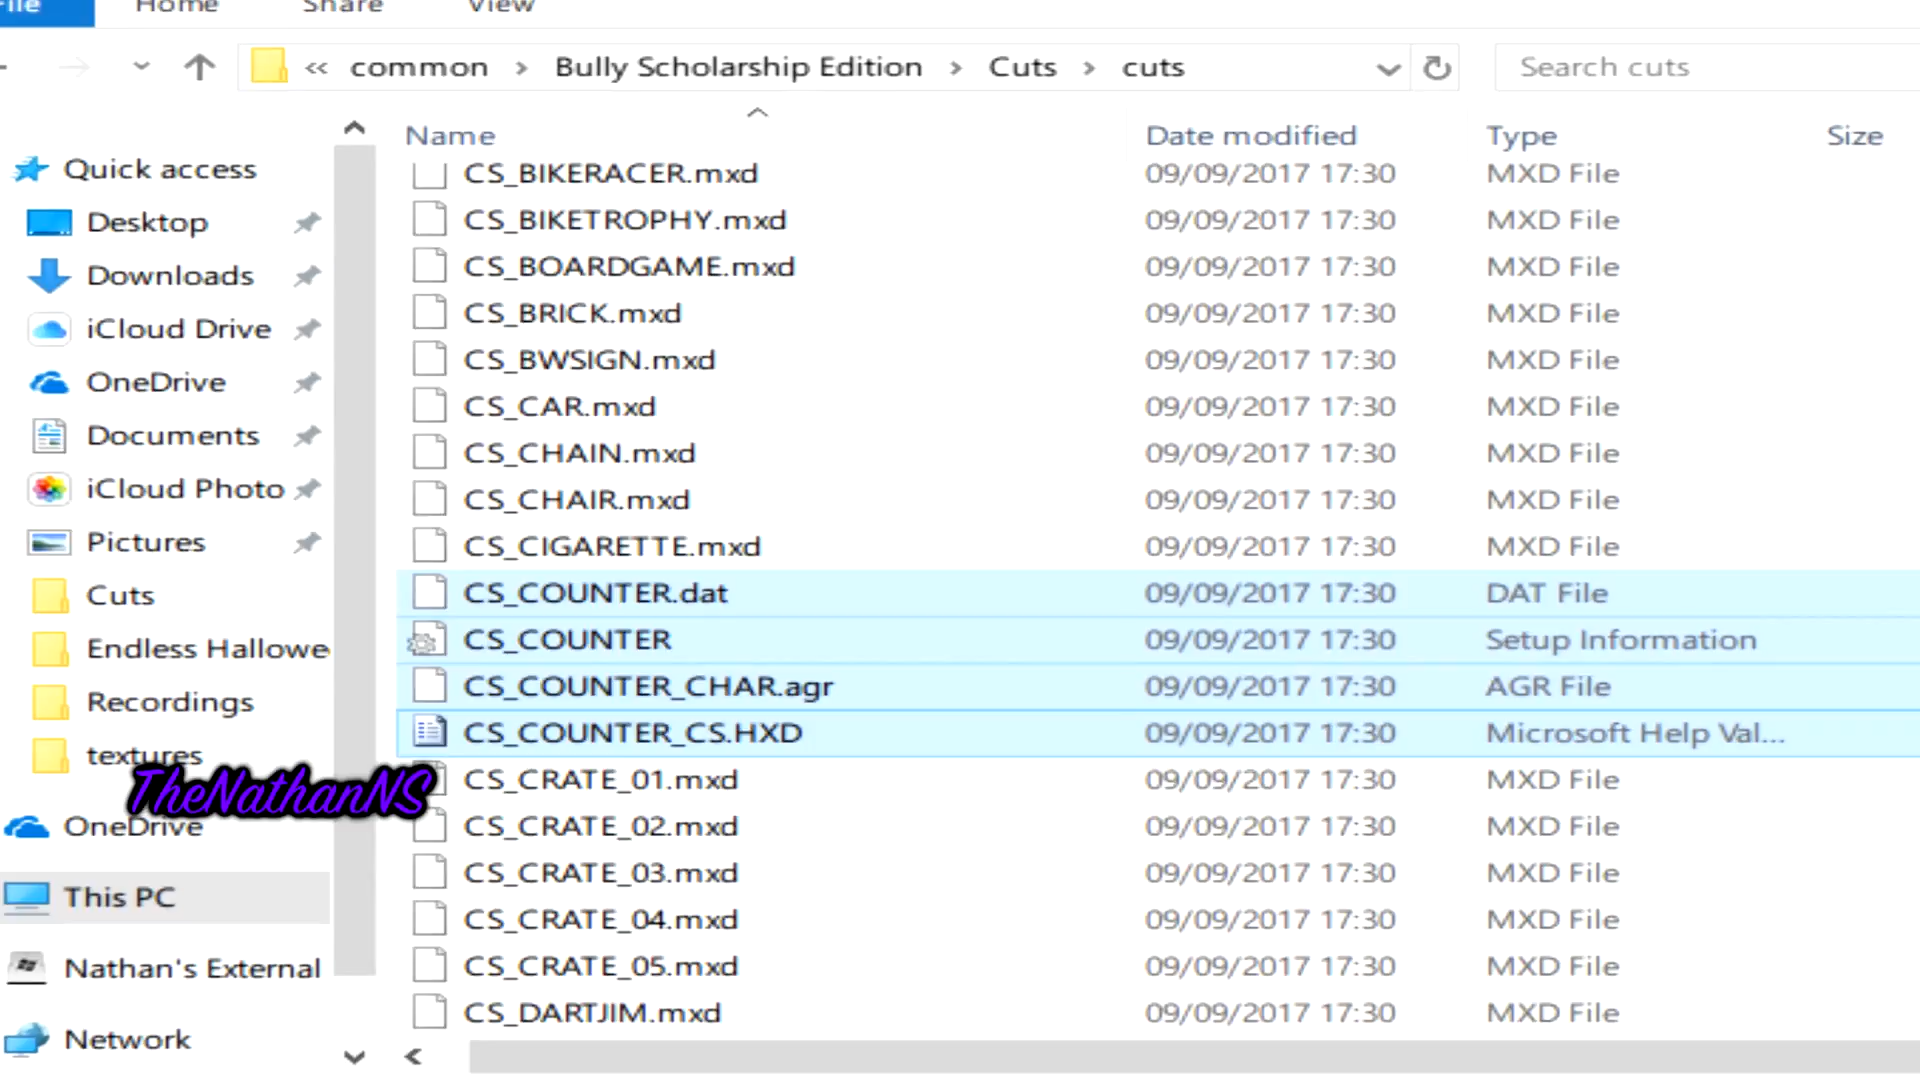 File Home Share View
« common > Bully Scholarship Edition > Cuts > cuts Search cuts
Name Date modified Type Size
Quick access
Desktop
Downloads
iCloud Drive
OneDrive
Documents
iCloud Photo
Pictures
Cuts
Endless Hallowe
Recordings
textures
TheNathanNS
OneDrive
This PC
Nathan's External
Network
CS_BIKERACER.mxd 09/09/2017 17:30 MXD File
CS_BIKETROPHY.mxd 09/09/2017 17:30 MXD File
CS_BOARDGAME.mxd 09/09/2017 17:30 MXD File
CS_BRICK.mxd 09/09/2017 17:30 MXD File
CS_BWSIGN.mxd 09/09/2017 17:30 MXD File
CS_CAR.mxd 09/09/2017 17:30 MXD File
CS_CHAIN.mxd 09/09/2017 17:30 MXD File
CS_CHAIR.mxd 09/09/2017 17:30 MXD File
CS_CIGARETTE.mxd 09/09/2017 17:30 MXD File
CS_COUNTER.dat 09/09/2017 17:30 DAT File
CS_COUNTER 09/09/2017 17:30 Setup Information
CS_COUNTER_CHAR.agr 09/09/2017 17:30 AGR File
CS_COUNTER_CS.HXD 09/09/2017 17:30 Microsoft Help Val...
CS_CRATE_01.mxd 09/09/2017 17:30 MXD File
CS_CRATE_02.mxd 09/09/2017 17:30 MXD File
CS_CRATE_03.mxd 09/09/2017 17:30 MXD File
CS_CRATE_04.mxd 09/09/2017 17:30 MXD File
CS_CRATE_05.mxd 09/09/2017 17:30 MXD File
CS_DARTJIM.mxd 09/09/2017 17:30 MXD File